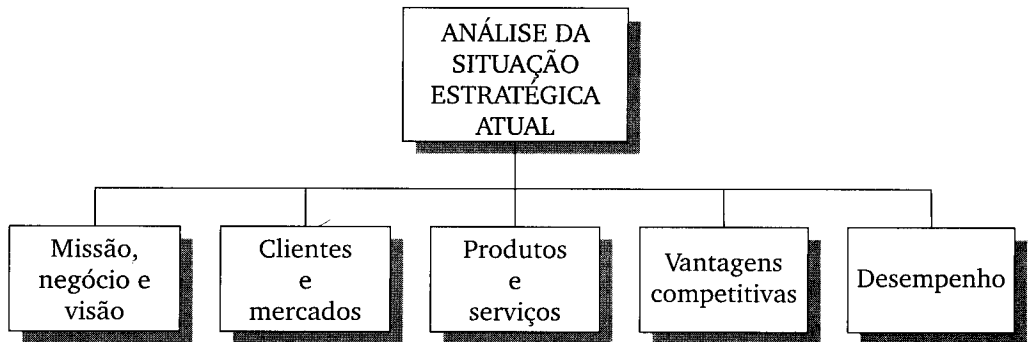 ANÁLISE DA
SITUAÇÃO
ESTRATÉGICA
ATUAL
Missão,
negócio e
visão
Clientes
e
mercados
Produtos
e
serviços
Vantagens
competitivas
Desempenho